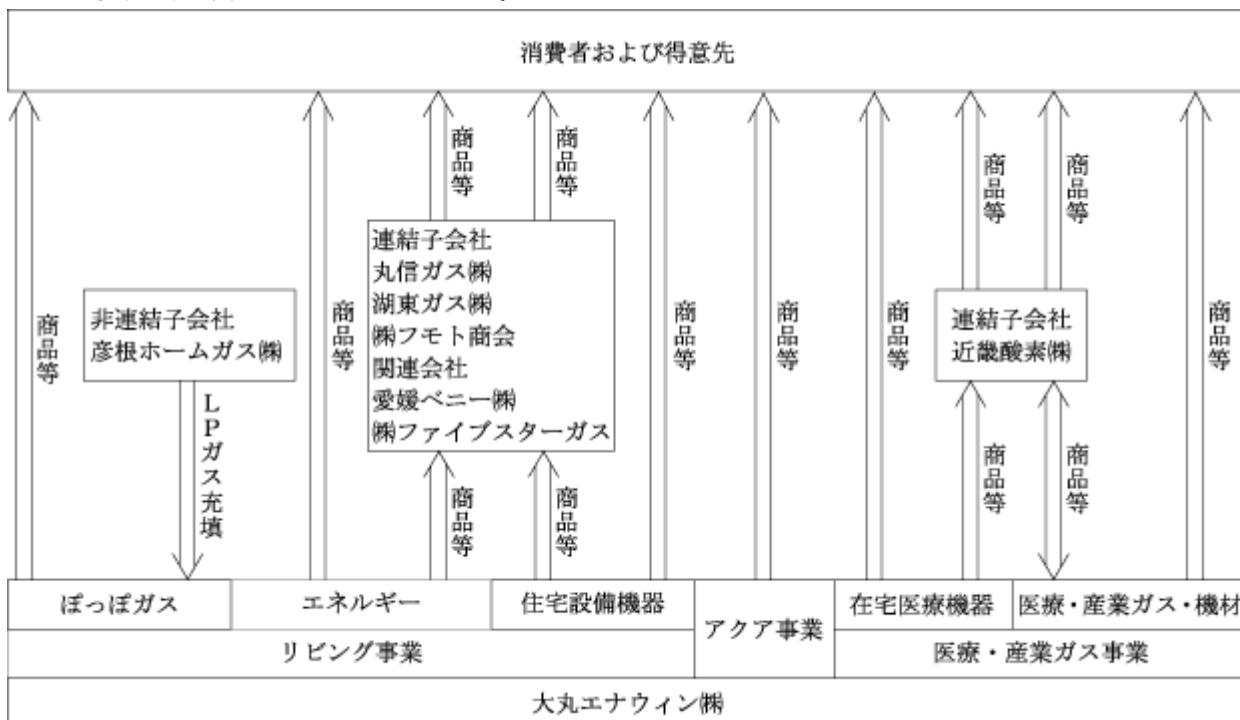 消費者および得意先
商品等
商品等
商品等
商品等
連結子会社
丸信ガス㈱
湖東ガス㈱
㈱フモト商会
関連会社
愛媛ベニー㈱
㈱ファイブスターガス
非連結子会社
彦根ホームガス㈱
連結子会社
近畿酸素㈱
商品等
商品等
商品等
商品等
商品等
商品等
LPガス充填
商品等
商品等
商品等
商品等
ぽっぽガス
エネルギー
住宅設備機器
アクア事業
在宅医療機器
医療・産業ガス・機材
リビング事業
医療・産業ガス事業
大丸エナウィン㈱